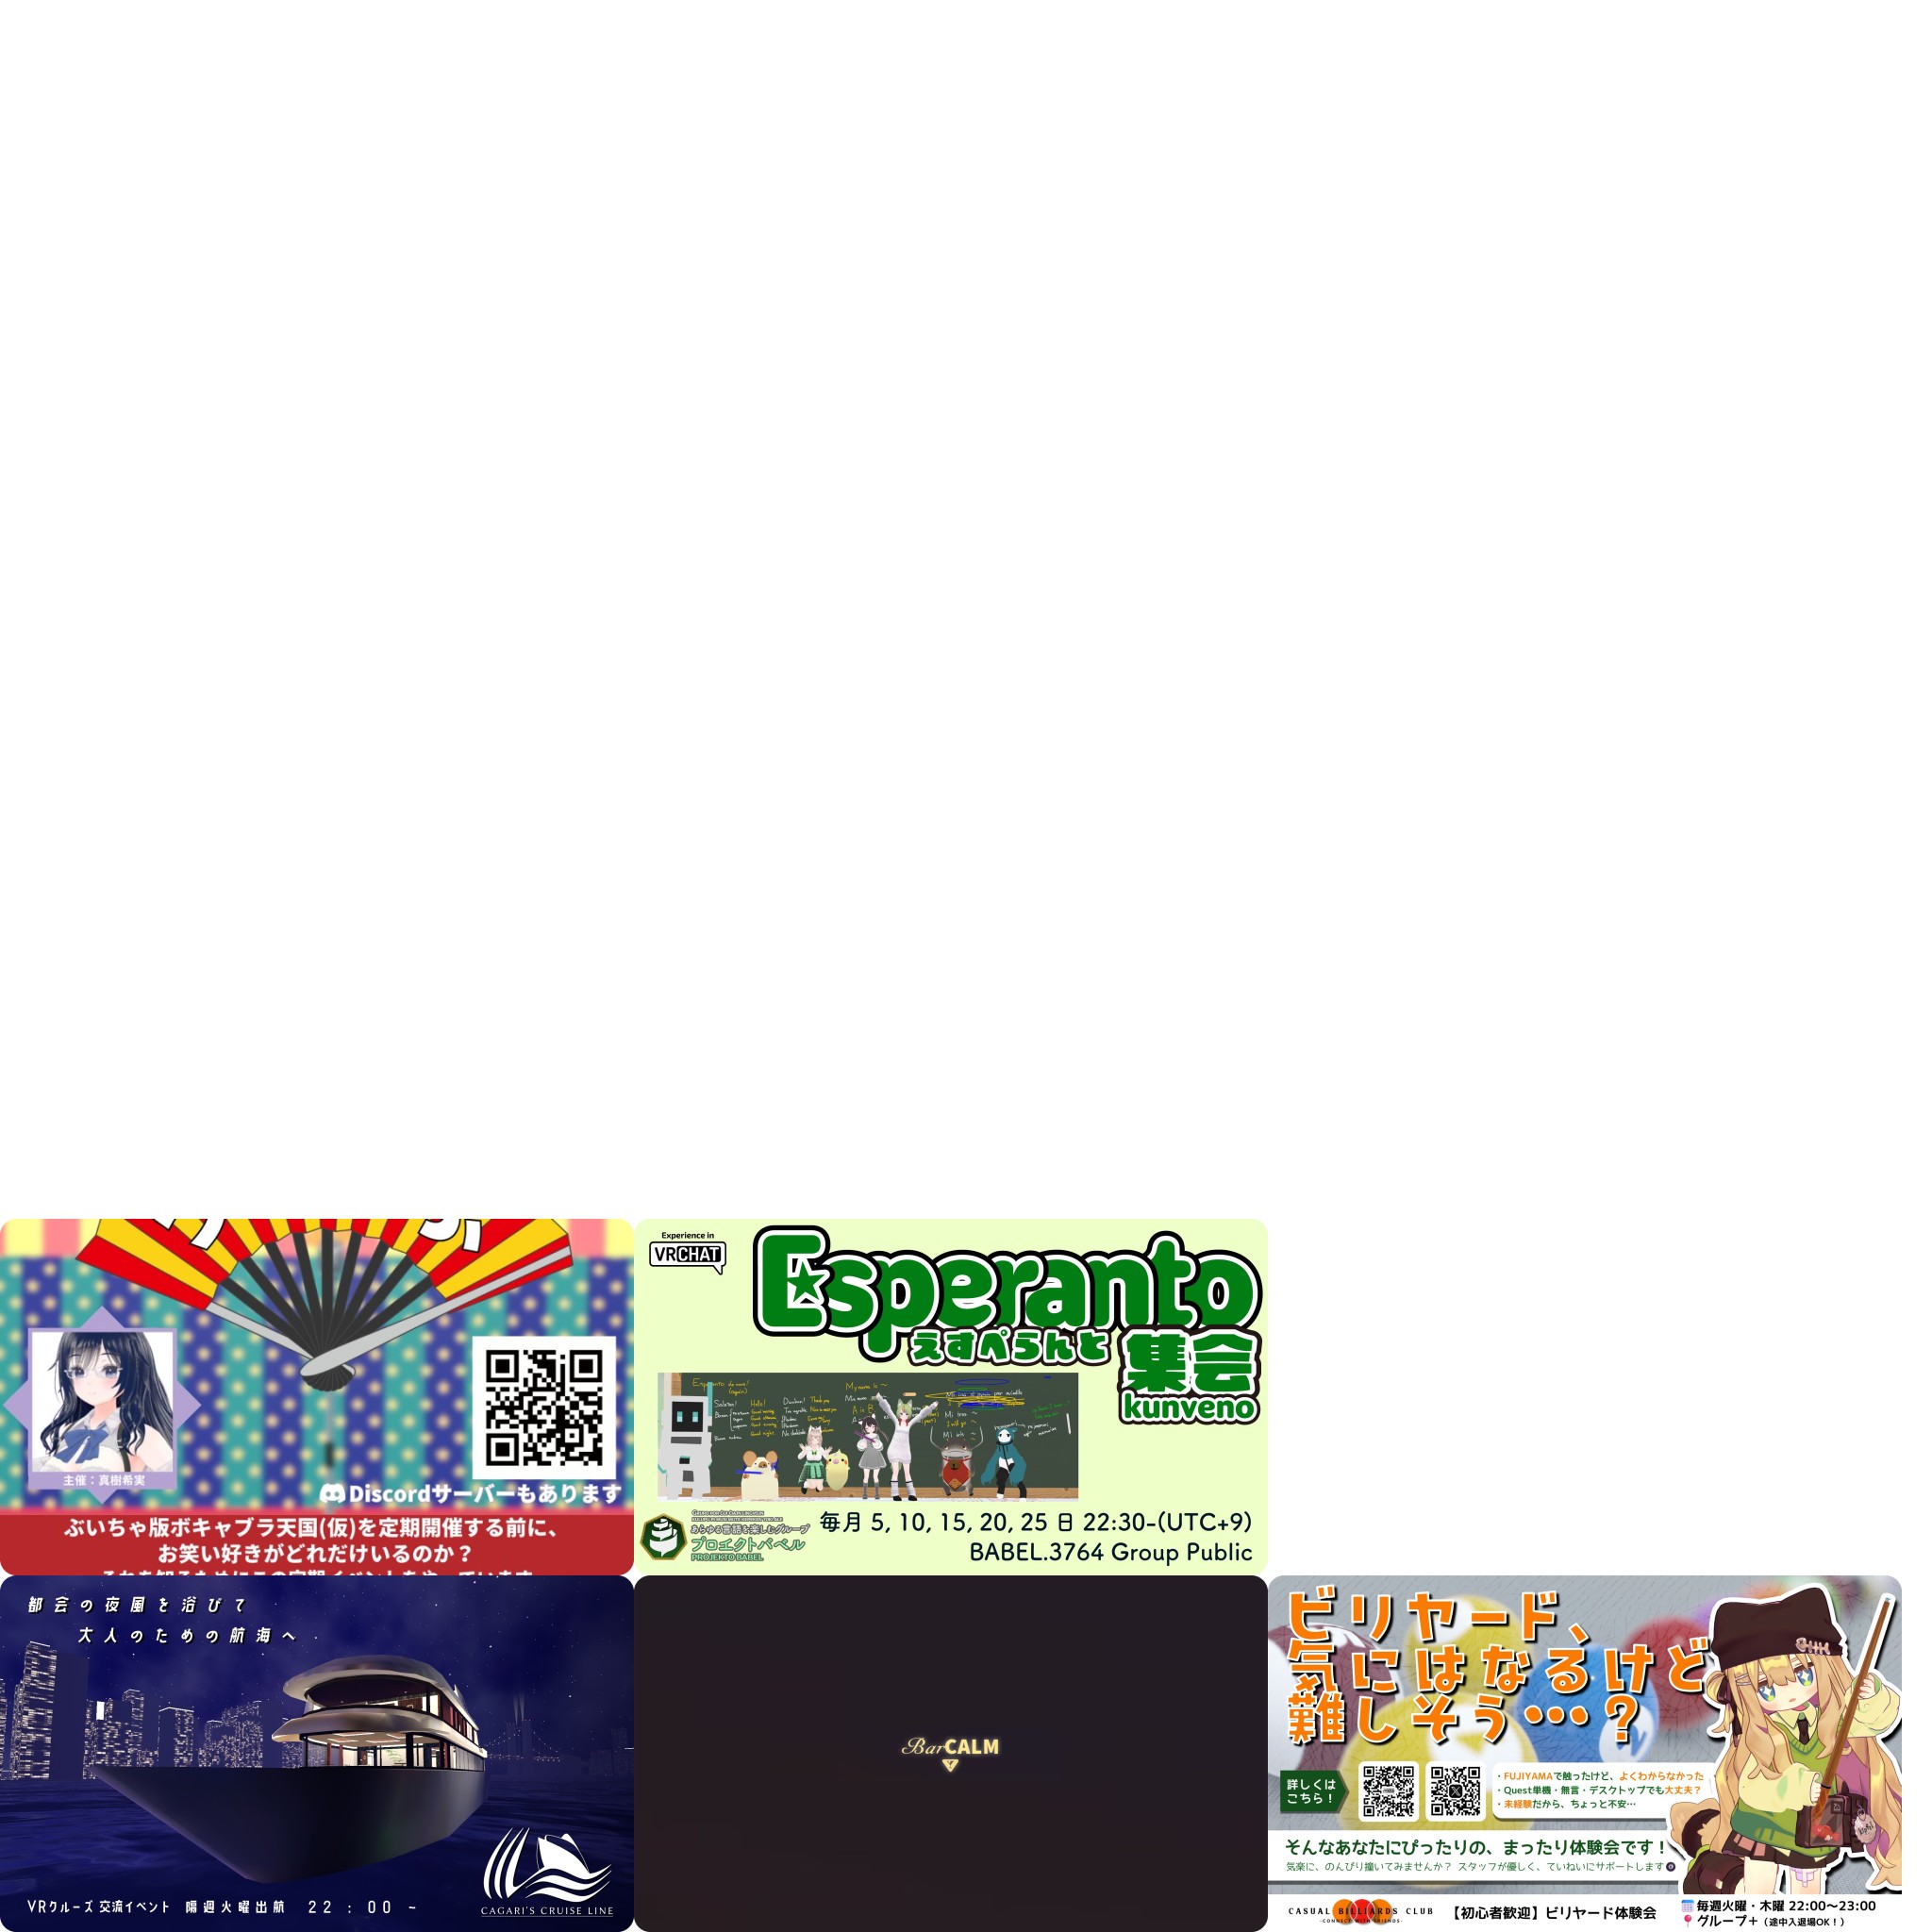 主催：真樹希実
Discordサーバーもあります
ぶいちゃ版ボキャブラ天国(仮)を定期開催する前に、
お笑い好きがどれだけいるのか？
Experience in
VRCHAT
Esperanto
えすぺらんと 集会
kunveno
あらゆる言語を楽しむグループ
プロエクトバベル
PROJEKTO BABEL
毎月 5, 10, 15, 20, 25 日 22:30-(UTC+9)
BABEL.3764 Group Public
都会の夜風を浴びて
大人のための航海へ
CAGARI'S CRUISE LINE
VRクルーズ 交流イベント 隔週火曜出航 22：00 ~
Bar CALM
ビリヤード、
気にはなるけど
難しそう…？
詳しくは
こちら！
・FUJIYAMAで触ったけど、よくわからなかった
・Quest単機・無言・デスクトップでも大丈夫？
・未経験だから、ちょっと不安…
そんなあなたにぴったりの、まったり体験会です！
気楽に、のんびり撞いてみませんか？ スタッフが優しく、ていねいにサポートします
CASUAL BILLIARDS CLUB
-CONNECT WITH FRIENDS-
【初心者歓迎】ビリヤード体験会
毎週火曜・木曜 22:00〜23:00
グループ＋（途中入退場OK！）